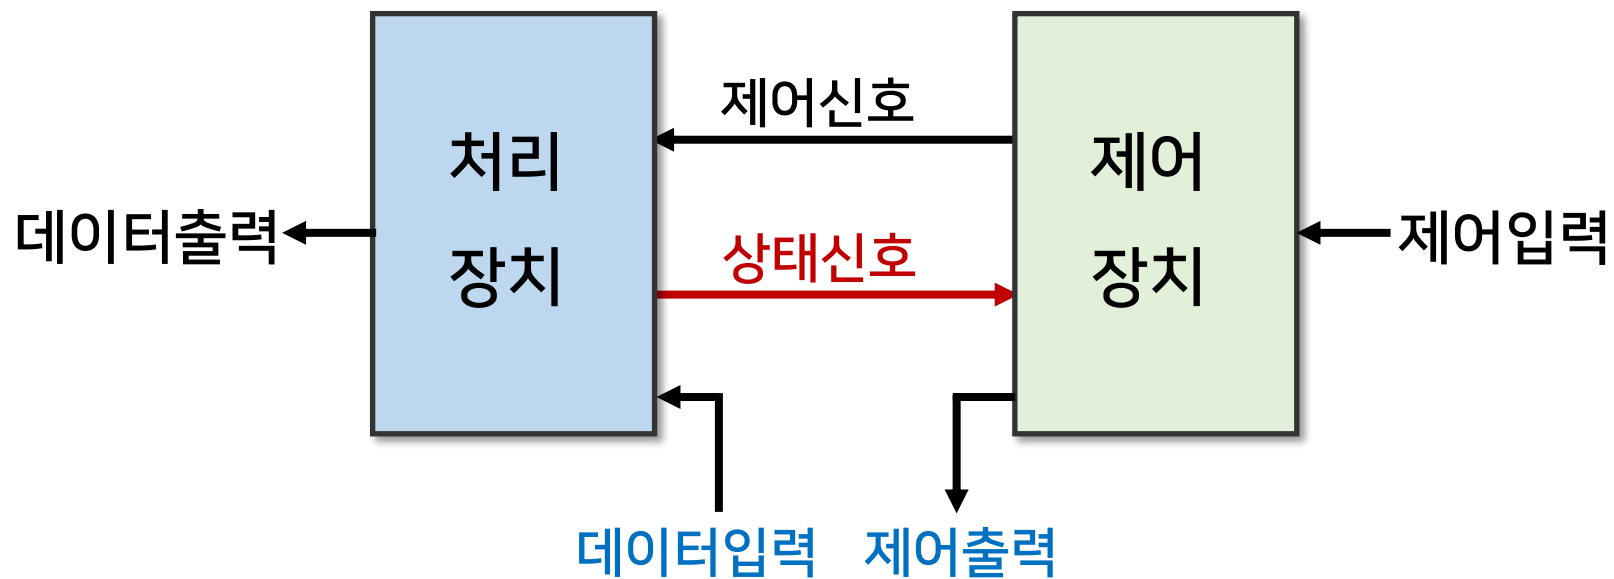 제어신호
처리
장치
제어
장치
데이터출력
상태신호
제어입력
데이터입력
제어출력